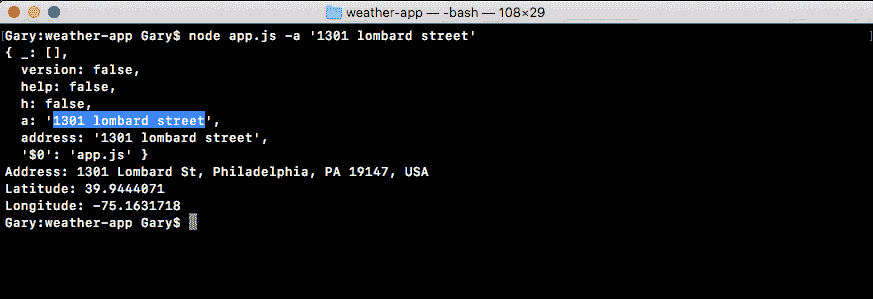 weather-app — -bash — 108×29
[Gary:weather-app Gary$ node app.js -a '1301 lombard street' ]
{ _: [],
  version: false,
  help: false,
  h: false,
  a: '1301 lombard street',
  address: '1301 lombard street',
  '$0': 'app.js' }
Address: 1301 Lombard St, Philadelphia, PA 19147, USA
Latitude: 39.9444071
Longitude: -75.1631718
Gary:weather-app Gary$